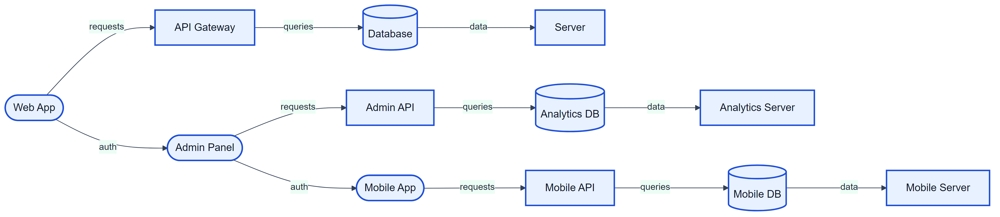 requests
API Gateway
queries
Database
data
Server
Web App
requests
Admin API
queries
Analytics DB
data
Analytics Server
auth
Admin Panel
auth
Mobile App
requests
Mobile API
queries
Mobile DB
data
Mobile Server